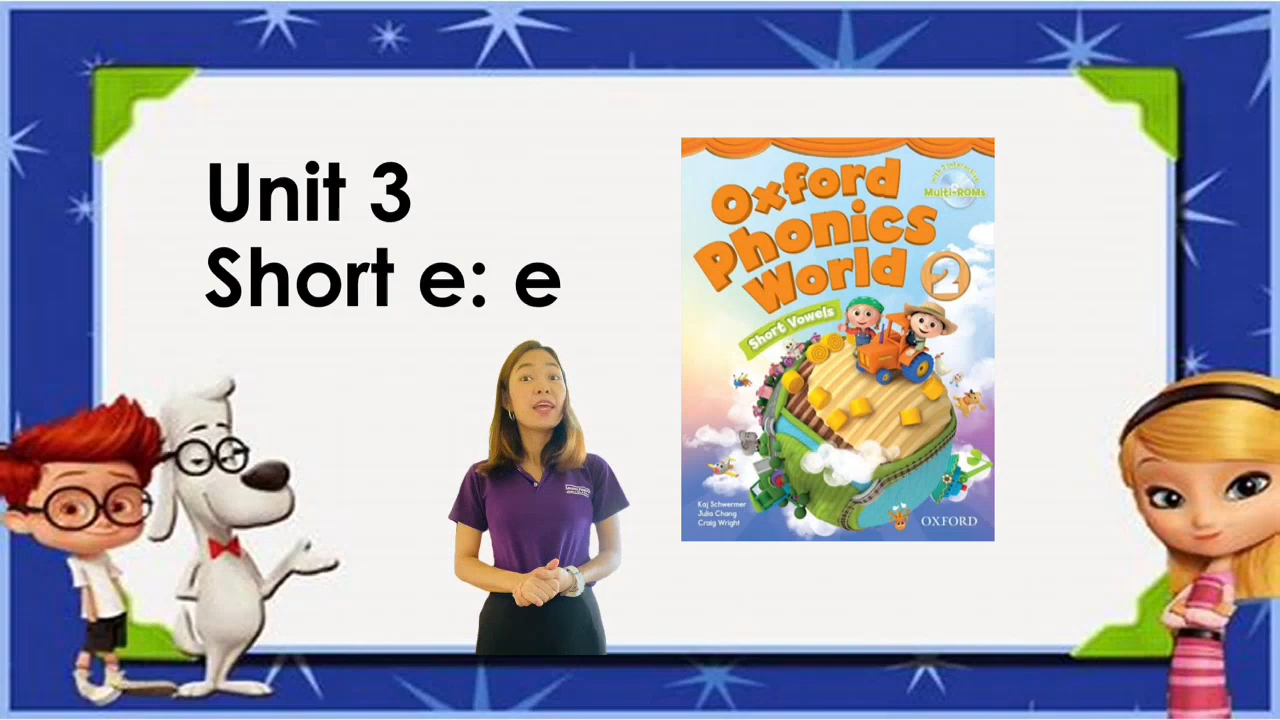 Unit 3
Short e: e
Oxford
Phonics
World 2
Short Vowels
Multi-ROMs
Kaj Schwermer
Julia Chang
Craig Wright
OXFORD